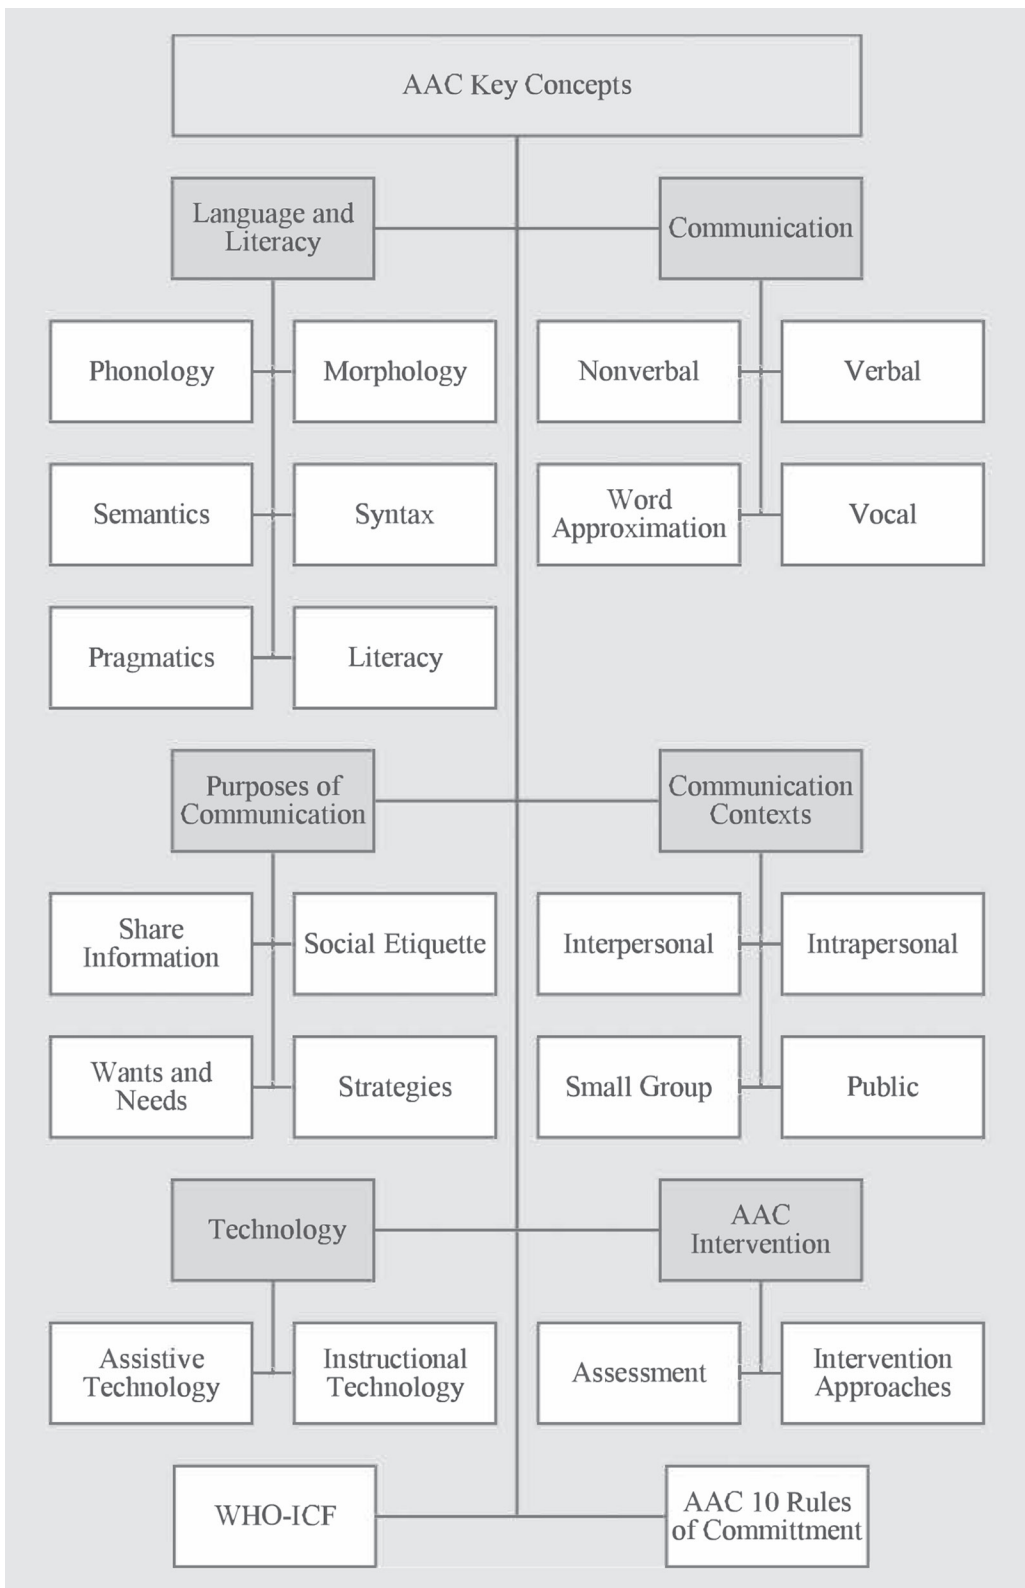 AAC Key Concepts
Language and
Literacy
Communication
Phonology
Morphology
Nonverbal
Verbal
Semantics
Syntax
Word
Approximation
Vocal
Pragmatics
Literacy
Purposes of
Communication
Communication
Contexts
Share
Information
Social Etiquette
Interpersonal
Intrapersonal
Wants and
Needs
Strategies
Small Group
Public
Technology
AAC
Intervention
Assistive
Technology
Instructional
Technology
Assessment
Intervention
Approaches
WHO-ICF
AAC 10 Rules
of Committment